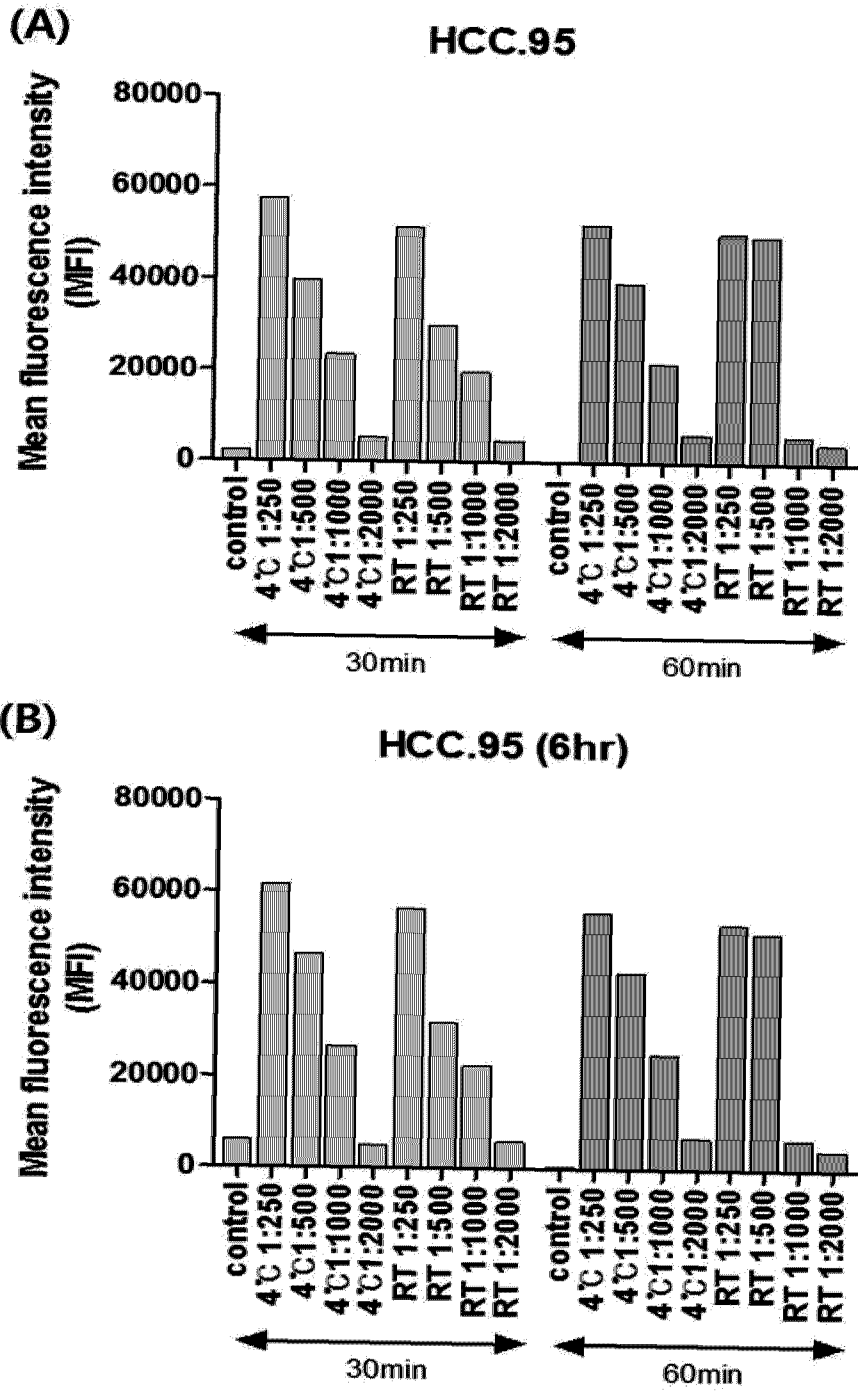 (A)
HCC.95
Mean fluorescence intensity
(MFI)
80000
60000
40000
20000
0
control
4℃ 1:250
4℃1:500
4℃1:1000
4℃1:2000
RT 1:250
RT 1:500
RT 1:1000
RT 1:2000
control
4℃ 1:250
4℃1:500
4℃1:1000
4℃1:2000
RT 1:250
RT 1:500
RT 1:1000
RT 1:2000
30min
60min
(B)
HCC.95 (6hr)
Mean fluorescence intensity
(MFI)
80000
60000
40000
20000
0
control
4℃ 1:250
4℃1:500
4℃1:1000
4℃1:2000
RT 1:250
RT 1:500
RT 1:1000
RT 1:2000
control
4℃ 1:250
4℃1:500
4℃1:1000
4℃1:2000
RT 1:250
RT 1:500
RT 1:1000
RT 1:2000
30min
60min